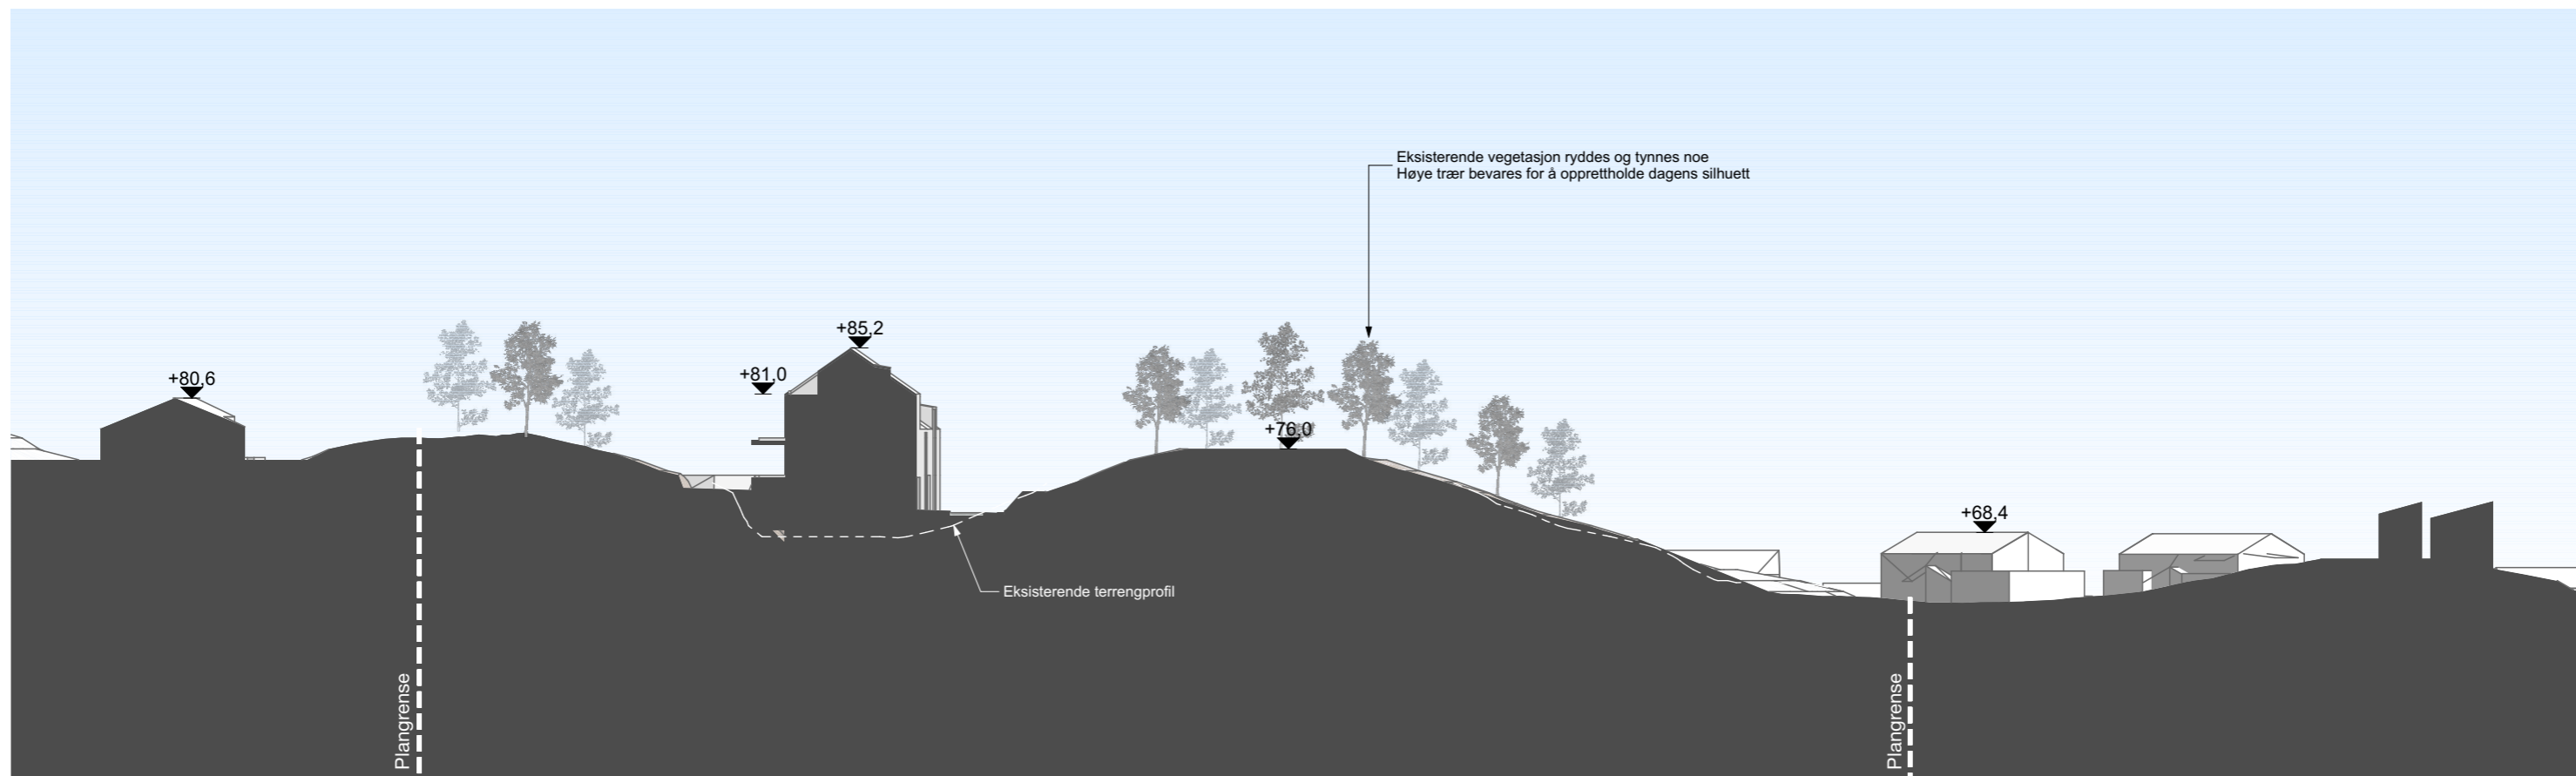 Eksisterende vegetasjon ryddes og tynnes noe
Høye trær bevares for å opprettholde dagens silhuett
+85,2
+81,0
+80,6
+76,0
+68,4
Eksisterende terrengprofil
Plangrense
Plangrense